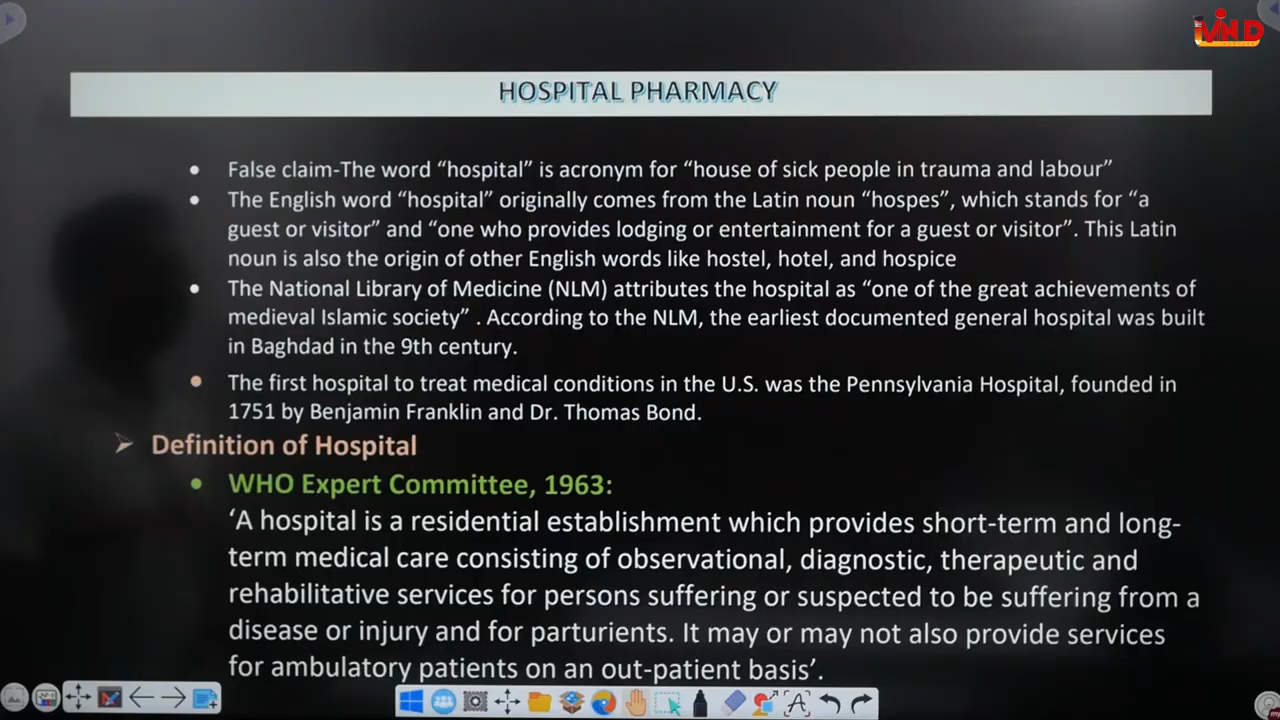 MIND
HOSPITAL PHARMACY
• False claim-The word “hospital” is acronym for “house of sick people in trauma and labour”
• The English word “hospital” originally comes from the Latin noun “hospes”, which stands for “a
guest or visitor” and “one who provides lodging or entertainment for a guest or visitor”. This Latin
noun is also the origin of other English words like hostel, hotel, and hospice
• The National Library of Medicine (NLM) attributes the hospital as “one of the great achievements of
medieval Islamic society” . According to the NLM, the earliest documented general hospital was built
in Baghdad in the 9th century.
• The first hospital to treat medical conditions in the U.S. was the Pennsylvania Hospital, founded in
1751 by Benjamin Franklin and Dr. Thomas Bond.
➢ Definition of Hospital
• WHO Expert Committee, 1963:
‘A hospital is a residential establishment which provides short-term and long-
term medical care consisting of observational, diagnostic, therapeutic and
rehabilitative services for persons suffering or suspected to be suffering from a
disease or injury and for parturients. It may or may not also provide services
for ambulatory patients on an out-patient basis’.